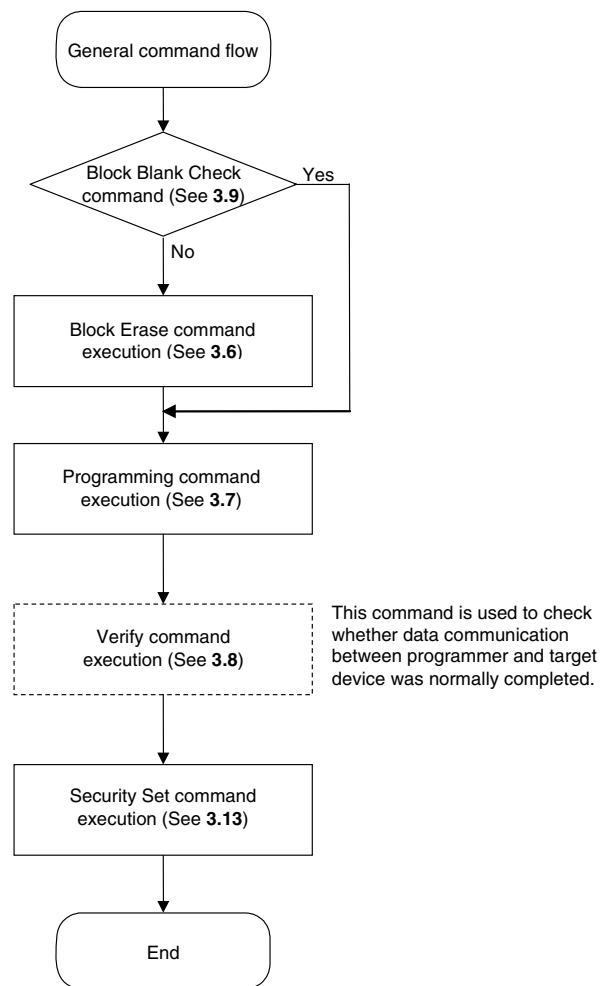 General command flow
Block Blank Check
command (See 3.9)
Yes
No
Block Erase command
execution (See 3.6)
Programming command
execution (See 3.7)
Verify command
execution (See 3.8)
This command is used to check
whether data communication
between programmer and target
device was normally completed.
Security Set command
execution (See 3.13)
End